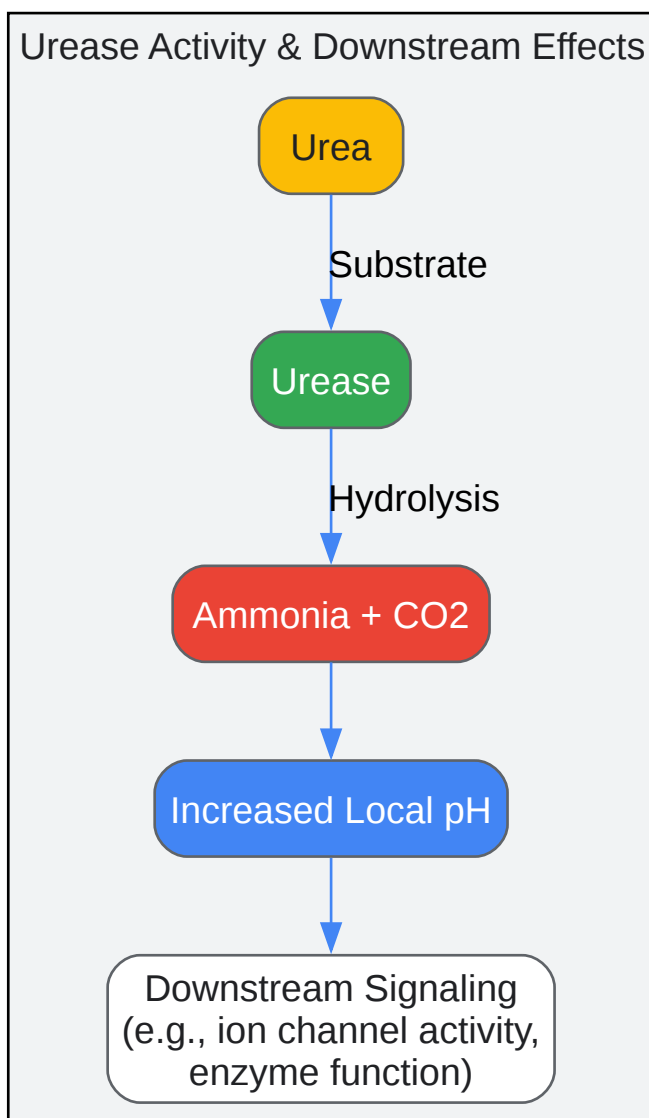 Urease Activity & Downstream Effects
Urea
Substrate
Urease
Hydrolysis
Ammonia + CO2
Increased Local pH
Downstream Signaling
(e.g., ion channel activity,
enzyme function)